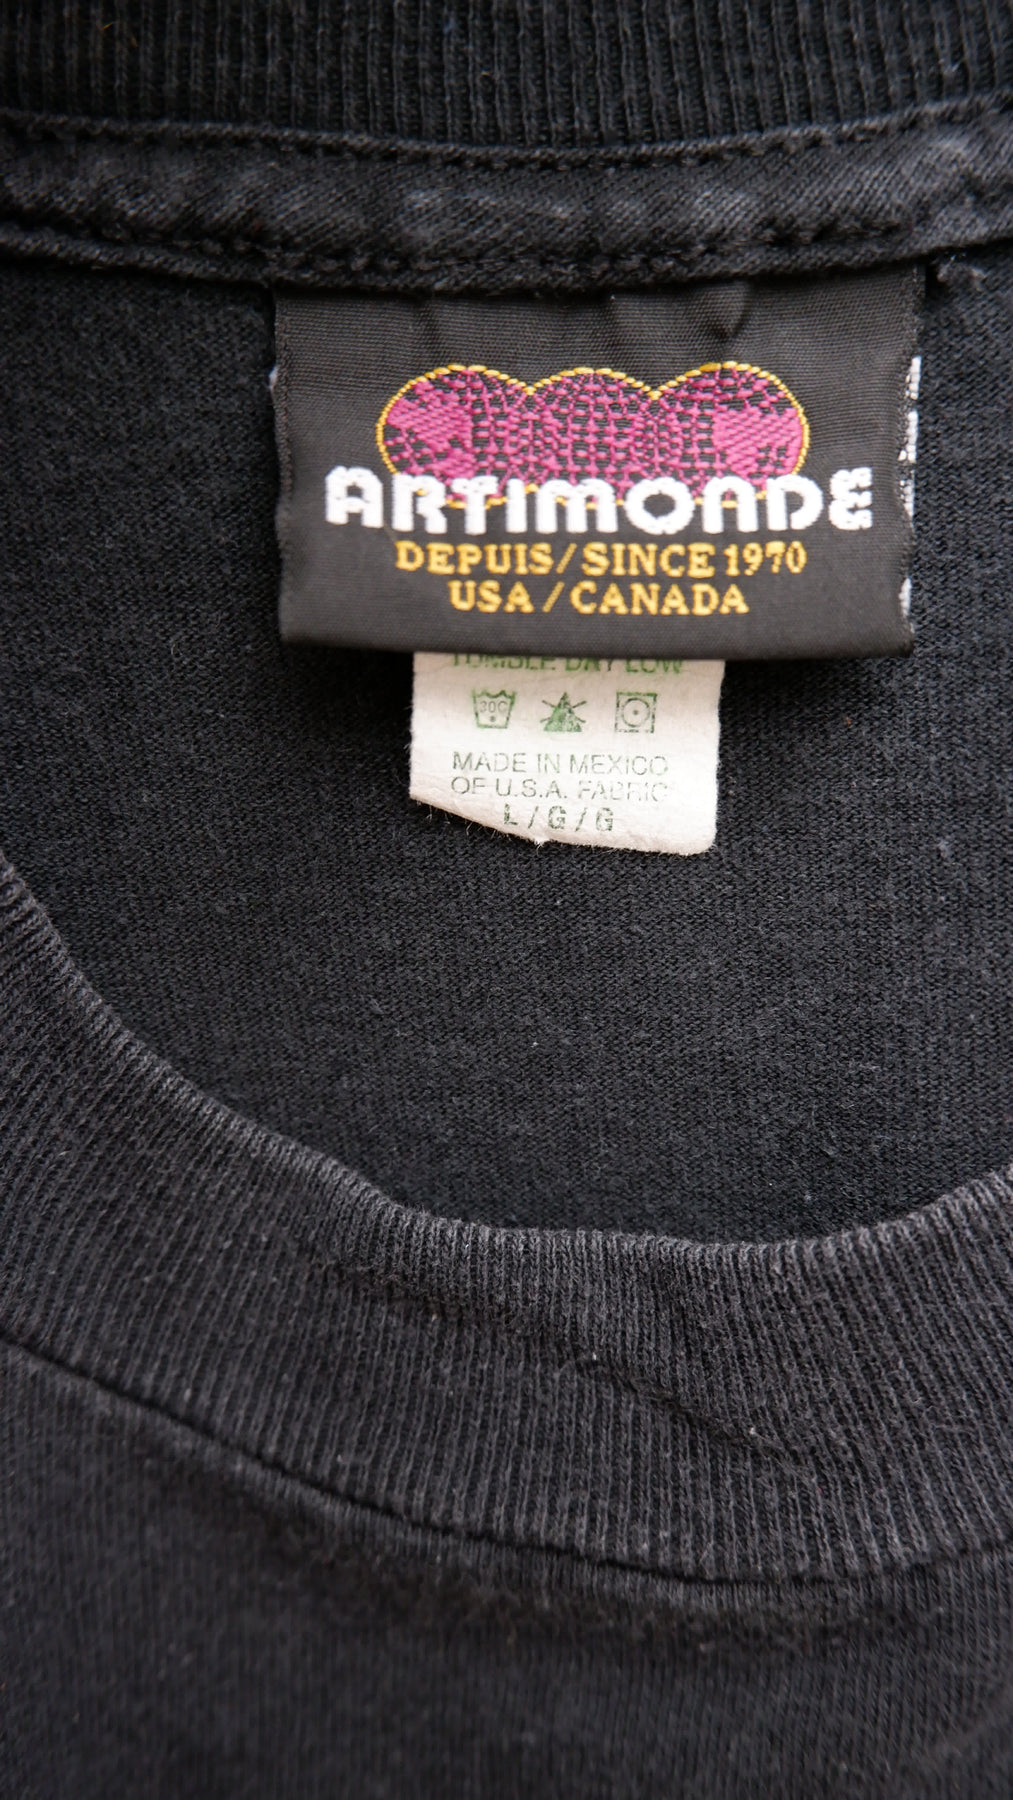 ARTIMONDE
DEPUIS/SINCE 1970
USA/CANADA
TUMBLE DRY LOW
30C
MADE IN MEXICO
OF U.S.A. FABRIC
L/G/G